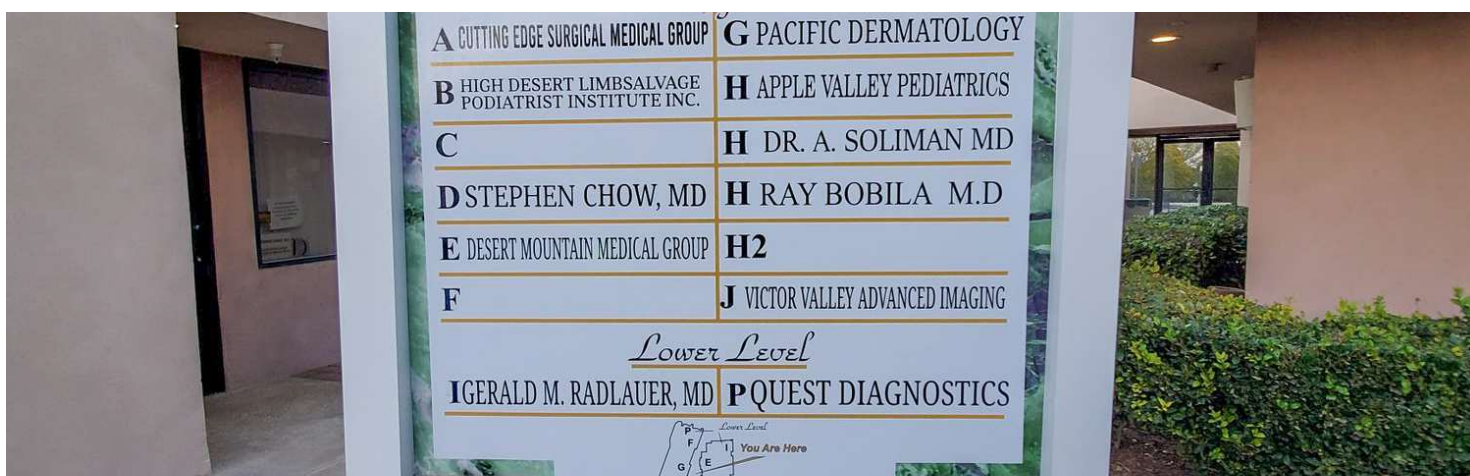 A CUTTING EDGE SURGICAL MEDICAL GROUP
B HIGH DESERT LIMBSALVAGE
PODIATRIST INSTITUTE INC.
C
D STEPHEN CHOW, MD
E DESERT MOUNTAIN MEDICAL GROUP
F
G PACIFIC DERMATOLOGY
H APPLE VALLEY PEDIATRICS
H DR. A. SOLIMAN MD
H RAY BOBILA M.D
H2
J VICTOR VALLEY ADVANCED IMAGING
Lower Level
I GERALD M. RADLAUER, MD
P QUEST DIAGNOSTICS
P
Lower Level
F
I
You Are Here
G
E
D